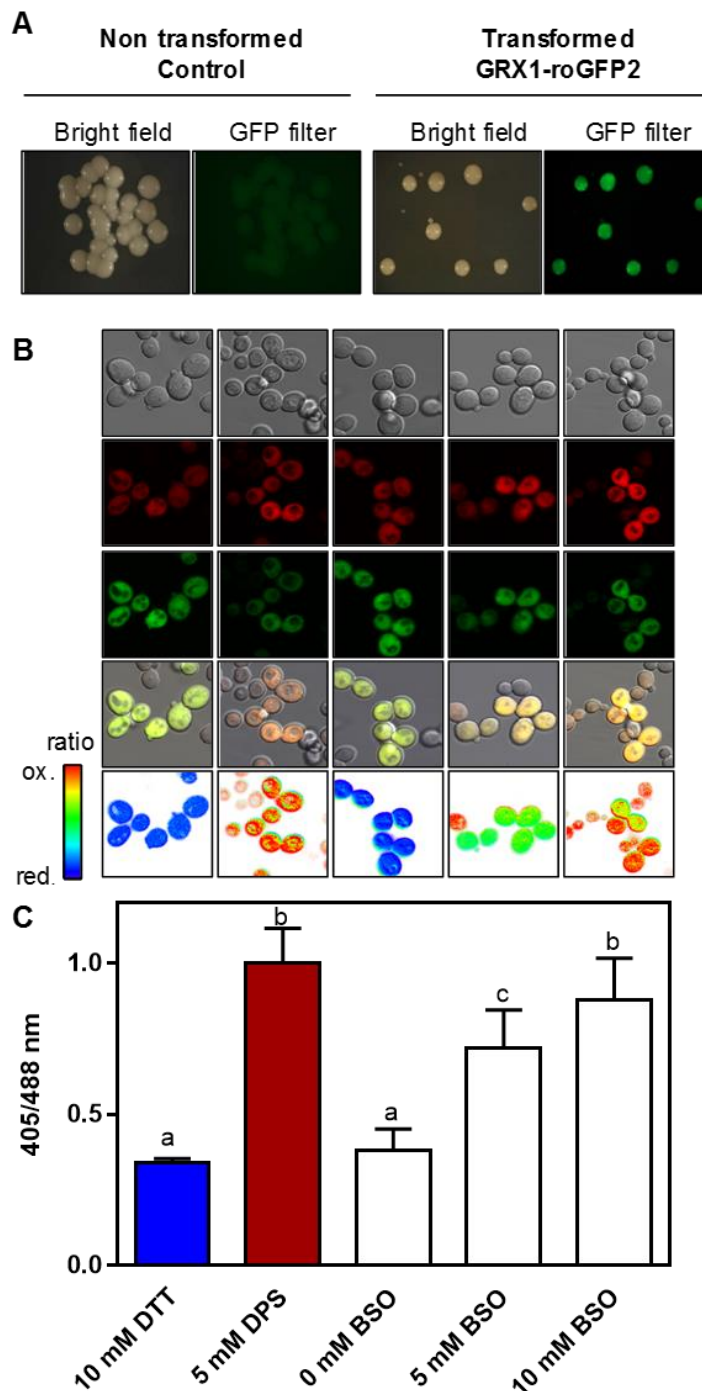 A
Non transformed
Control
Transformed
GRX1-roGFP2
Bright field
GFP filter
Bright field
GFP filter
B
ratio
ox.
red.
C
405/488 nm
1.0
0.5
0.0
a
b
a
c
b
10 mM DTT
5 mM DPS
0 mM BSO
5 mM BSO
10 mM BSO